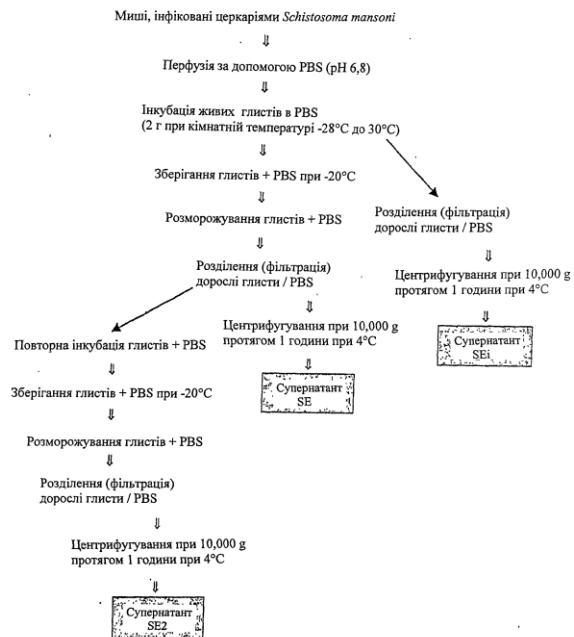 Миші, інфіковані церкаріями Schistosoma mansoni
⇓
Перфузія за допомогою PBS (pH 6,8)
⇓
Інкубація живих глистів в PBS
(2 г при кімнатній температурі -28°C до 30°C)
⇓
Зберігання глистів + PBS при -20°C
⇓
Розморожування глистів + PBS
⇓
Розділення (фільтрація)
дорослі глисти / PBS
⇓
Центрифугування при 10,000 g
протягом 1 години при 4°C
⇓
Супернатант
SE
Розділення (фільтрація)
дорослі глисти / PBS
⇓
Центрифугування при 10,000 g
протягом 1 години при 4°C
⇓
Супернатант
SEi
Повторна інкубація глистів + PBS
⇓
Зберігання глистів + PBS при -20°C
⇓
Розморожування глистів + PBS
⇓
Розділення (фільтрація)
дорослі глисти / PBS
⇓
Центрифугування при 10,000 g
протягом 1 години при 4°C
⇓
Супернатант
SE2